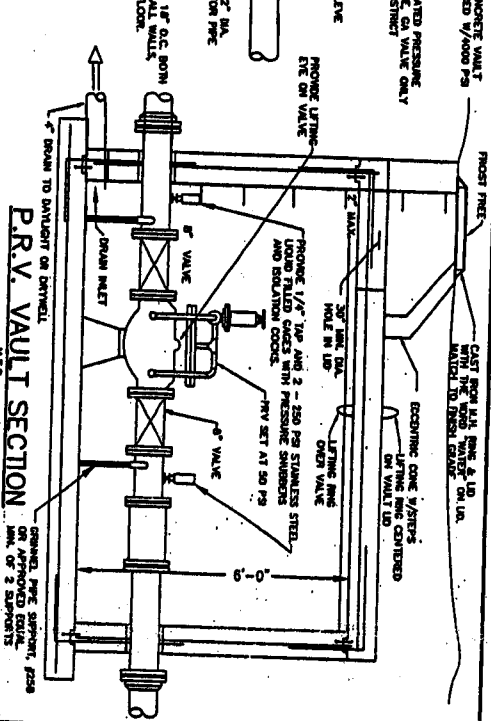 NCRETE VAULT
ED W/4000 PSI
ATED PRESSURE
E, CA VALVE ONLY
STRICT
EVE
2" DIA.
OR PIPE
18" O.C. BOTH
ALL WALLS,
LOOR.
FROST FREE
CAST IRON M.H. RING & LID
WITH THE WORD "WATER" ON LID.
MATCH TO FINISH GRADE
ECCENTRIC CONE W/STEPS
LIFTING RING CENTERED
ON VAULT LID
2" MAX.
30" MIN. DIA.
HOLE IN LID
LIFTING RING
OVER VALVE
PROVIDE LIFTING
EYE ON VALVE
PROVIDE 1/4" TAP AND 2 - 250 PSI STAINLESS STEEL
LIQUID FILLED GAGES WITH PRESSURE SNUBBERS
AND ISOLATION COCKS.
PRV SET AT 50 PSI
8" VALVE
8" VALVE
6'-0"
DRAIN INLET
4" DRAIN TO DAYLIGHT OR DRYWELL
GRINNEL PIPE SUPPORT, #258
OR APPROVED EQUAL
MIN. OF 2 SUPPORTS
P.R.V. VAULT SECTION